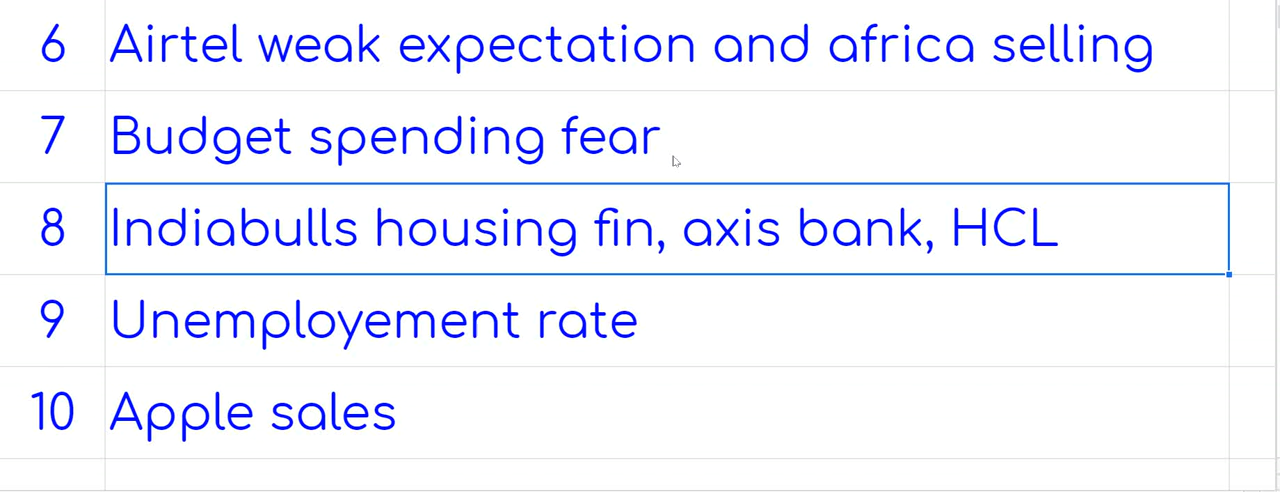 6 Airtel weak expectation and africa selling
7 Budget spending fear
8 Indiabulls housing fin, axis bank, HCL
9 Unemployement rate
10 Apple sales